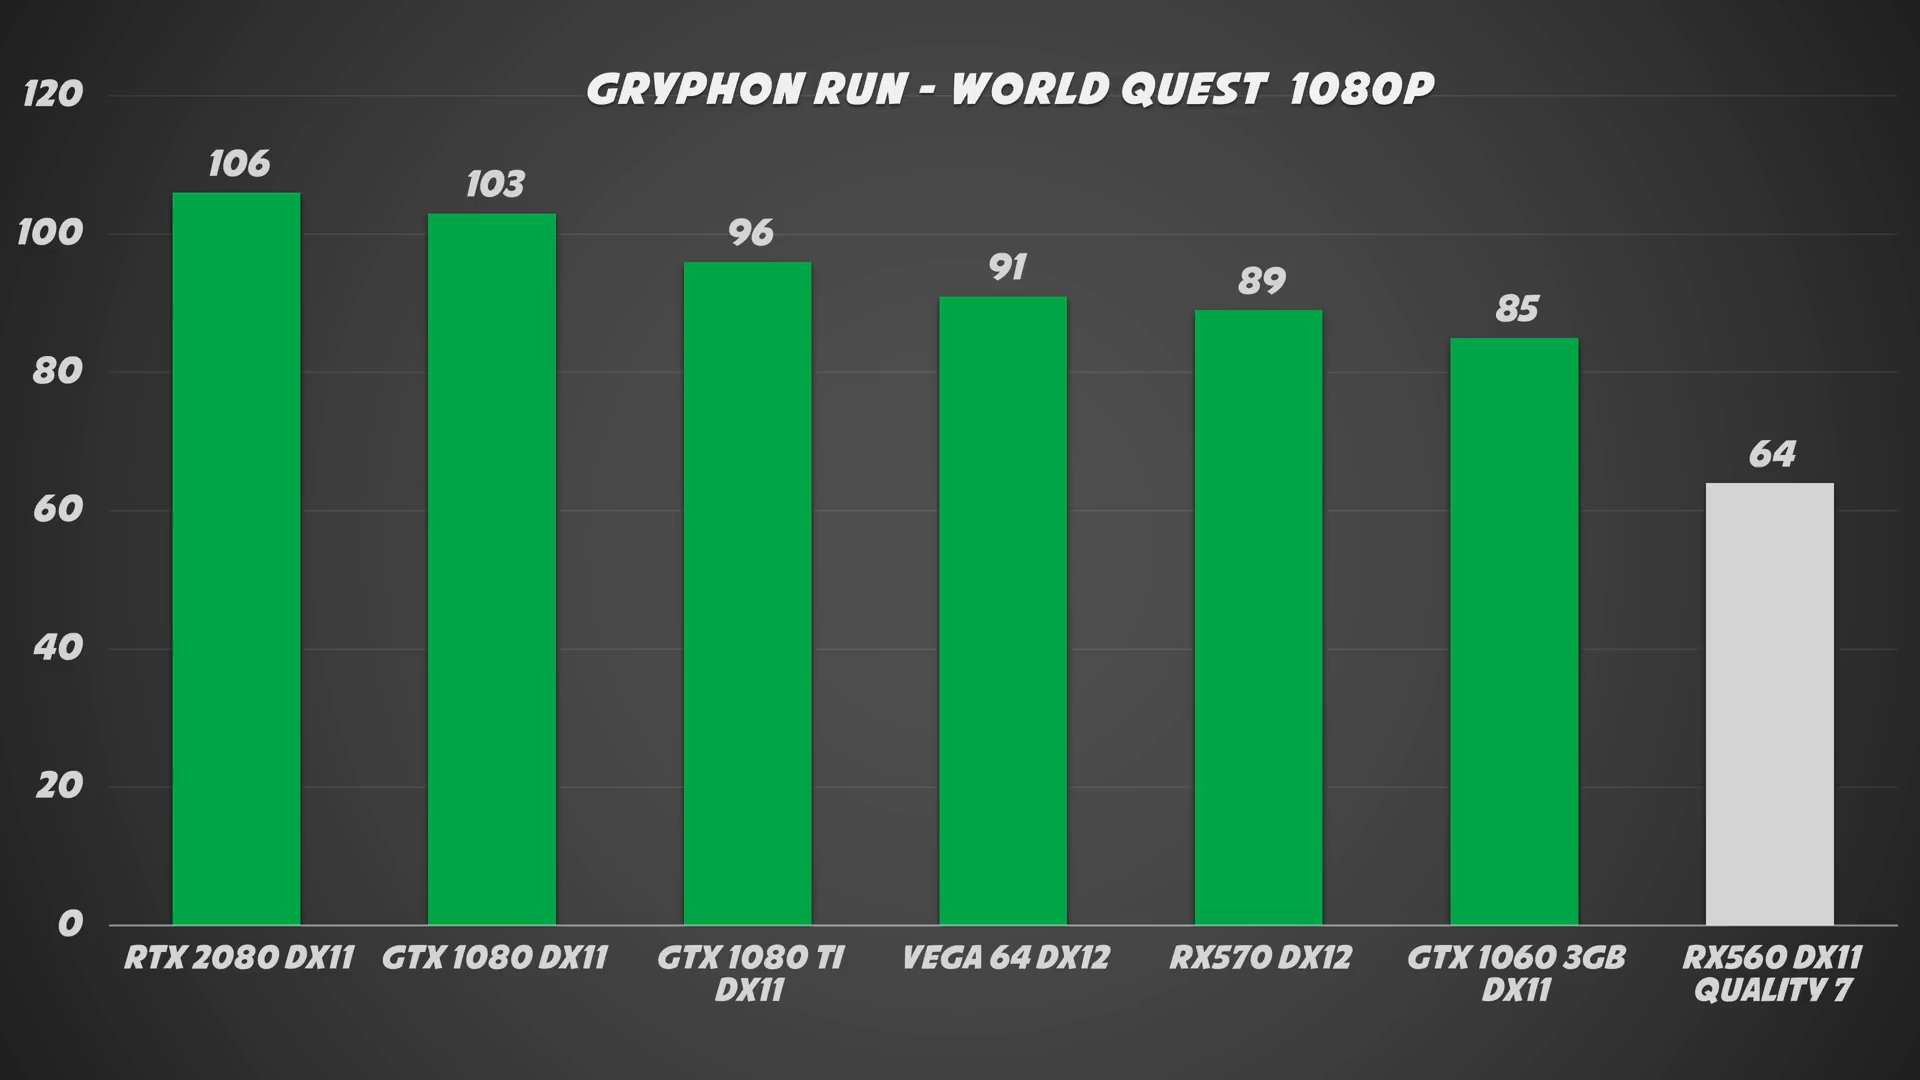 GRYPHON RUN - WORLD QUEST 1080P
120
100
80
60
40
20
0
106
103
96
91
89
85
64
RTX 2080 DX11
GTX 1080 DX11
GTX 1080 TI
DX11
VEGA 64 DX12
RX570 DX12
GTX 1060 3GB
DX11
RX560 DX11
QUALITY 7